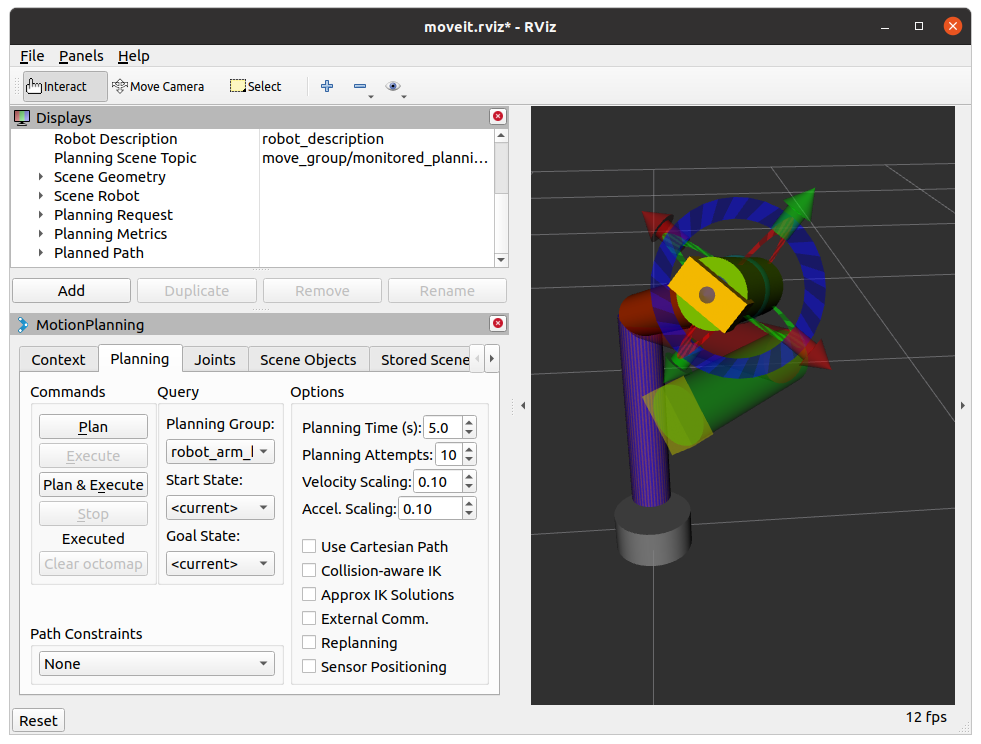 moveit.rviz* - RViz
File Panels Help
Interact Move Camera Select
Displays
Robot Description robot_description
Planning Scene Topic move_group/monitored_planni...
Scene Geometry
Scene Robot
Planning Request
Planning Metrics
Planned Path
Add Duplicate Remove Rename
MotionPlanning
Context Planning Joints Scene Objects Stored Scene
Commands Query Options
Plan
Execute
Plan & Execute
Stop
Executed
Clear octomap
Planning Group:
robot_arm_
Start State:
<current>
Goal State:
<current>
Planning Time (s): 5.0
Planning Attempts: 10
Velocity Scaling: 0.10
Accel. Scaling: 0.10
Use Cartesian Path
Collision-aware IK
Approx IK Solutions
External Comm.
Replanning
Sensor Positioning
Path Constraints
None
Reset
12 fps